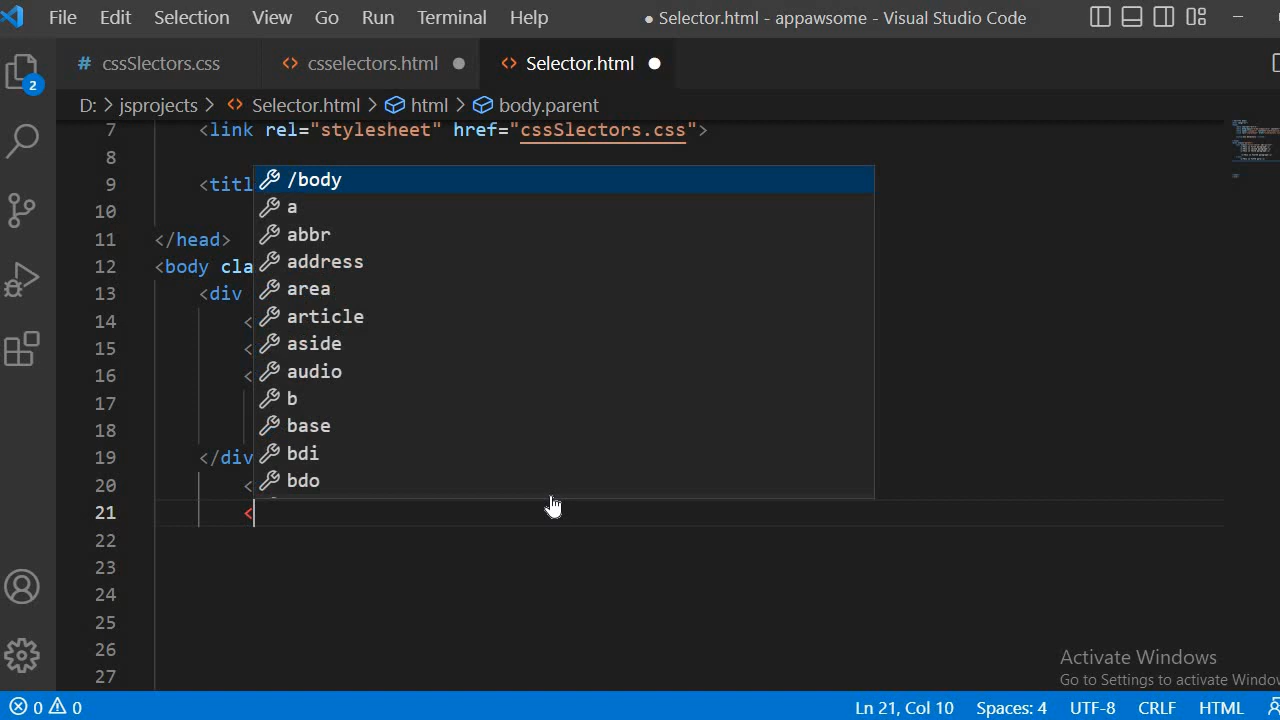 File Edit Selection View Go Run Terminal Help ● Selector.html - appawsome - Visual Studio Code
# cssSlectors.css <> csselectors.html ● <> Selector.html ●
2
D: > jsprojects > <> Selector.html > html > body.parent
7 <link rel="stylesheet" href="cssSlectors.css">
8
/body
9 <titl
a
10
abbr
11 </head>
address
12 <body cla
area
13 <div
article
14 <
aside
15 <
audio
16 <
b
17
base
18
bdi
19 </div
bdo
20 <
21 <
22
23
24
25
26
27
Activate Windows
Go to Settings to activate Windo
0 0 Ln 21, Col 10 Spaces: 4 UTF-8 CRLF HTML